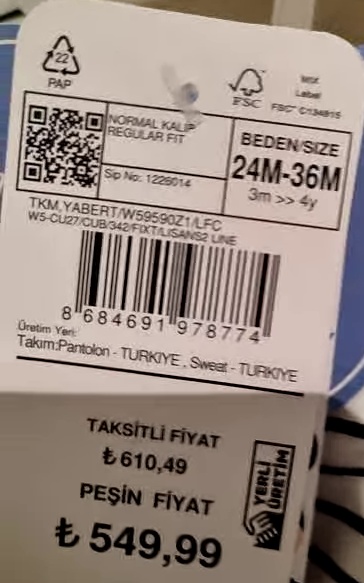 22
PAP
FSC
MIX
Label
FSC™ C134815
NORMAL KALIP
REGULAR FIT
BEDEN/SIZE
24M-36M
3m >> 4y
Sip No: 1226014
TKM,YABERT/W59590Z1/LFC
W5-CU27/CUB/342/FIXT/LISANS2 LINE
8 684691 978774
Üretim Yeri:
Takım:Pantolon - TURKIYE , Sweat - TURKIYE
TAKSİTLİ FİYAT
₺ 610,49
PEŞİN FİYAT
₺ 549,99
YERLİ
ÜRETİM